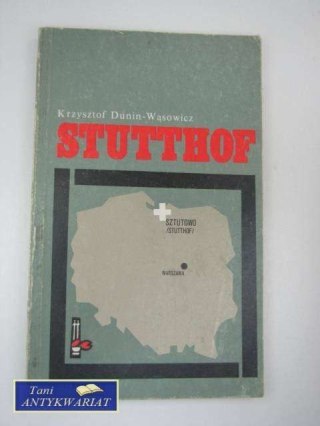 Krzysztof Dunin-Wąsowicz
STUTTHOF
SZTUTOWO
/STUTTHOF/
WARSZAWA
Tani
ANTYKWARIAT